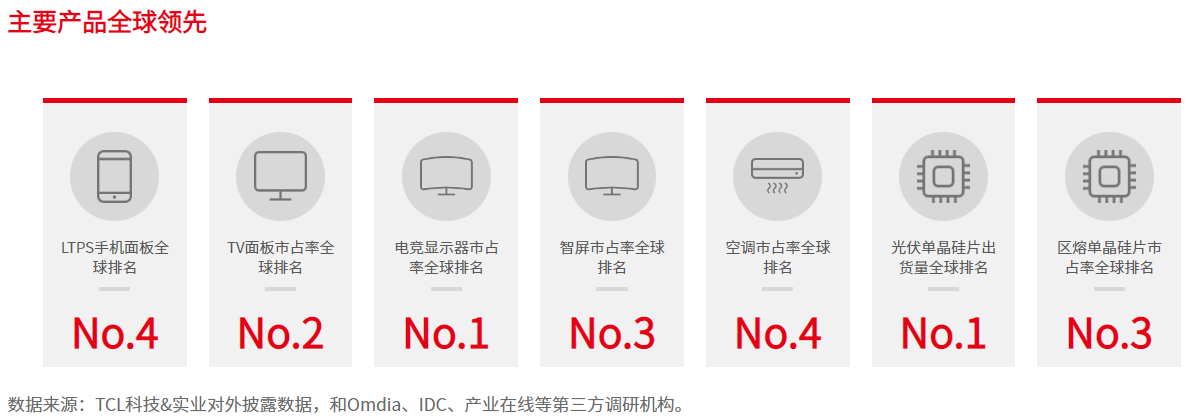 主要产品全球领先
LTPS手机面板全
球排名
No.4
TV面板市占率全
球排名
No.2
电竞显示器市占
率全球排名
No.1
智屏市占率全球
排名
No.3
空调市占率全球
排名
No.4
光伏单晶硅片出
货量全球排名
No.1
区熔单晶硅片市
占率全球排名
No.3
数据来源：TCL科技&实业对外披露数据，和Omdia、IDC、产业在线等第三方调研机构。